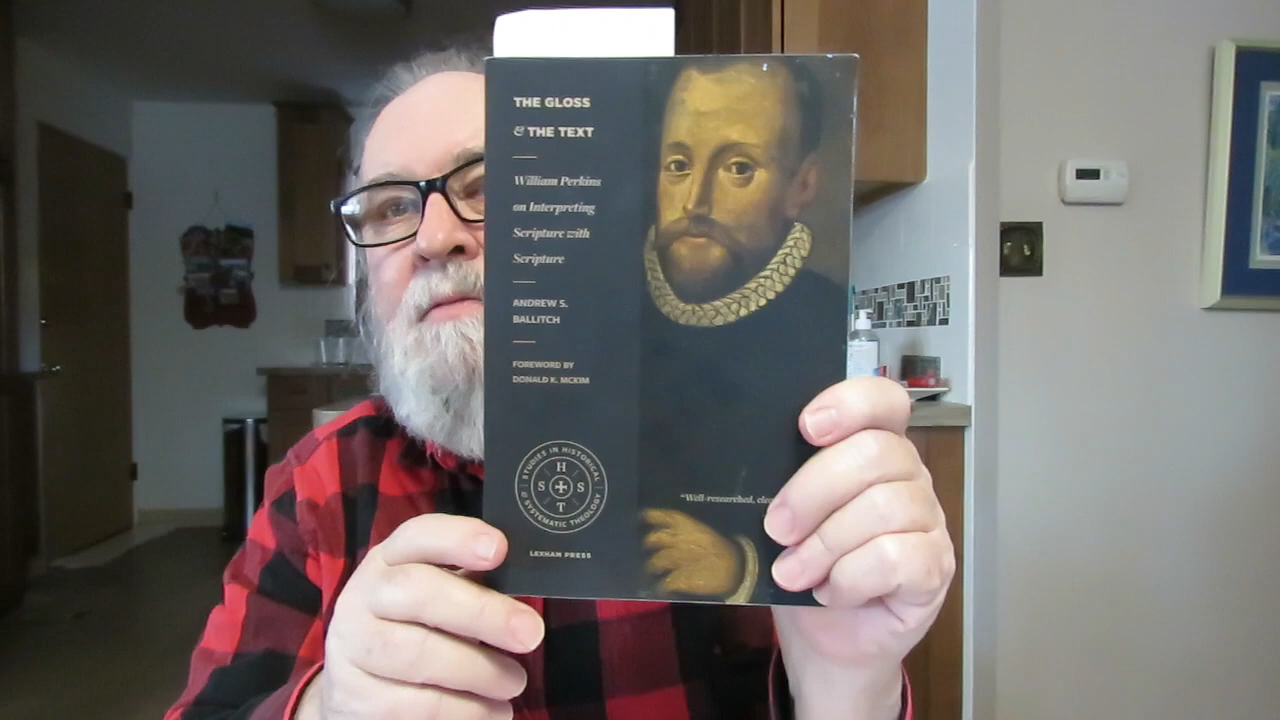 THE GLOSS
& THE TEXT
William Perkins
on Interpreting
Scripture with
Scripture
ANDREW S.
BALLITCH
FOREWORD BY
DONALD K. MCKIM
STUDIES IN HISTORICAL
& SYSTEMATIC THEOLOGY
H
S S
T
LEXHAM PRESS
"Well-researched,